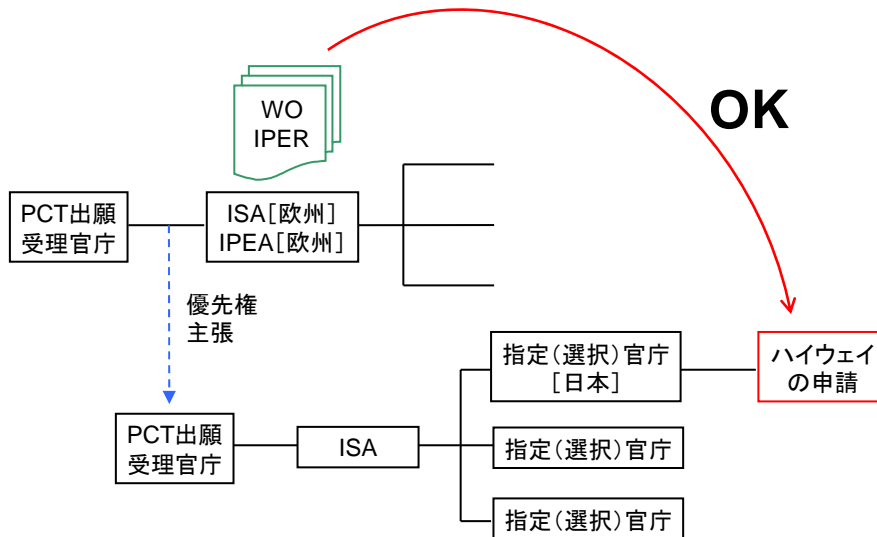 WO
IPER
OK
PCT出願
受理官庁
ISA[欧州]
IPEA[欧州]
優先権
主張
指定(選択)官庁
[日本]
ハイウェイ
の申請
PCT出願
受理官庁
ISA
指定(選択)官庁
指定(選択)官庁